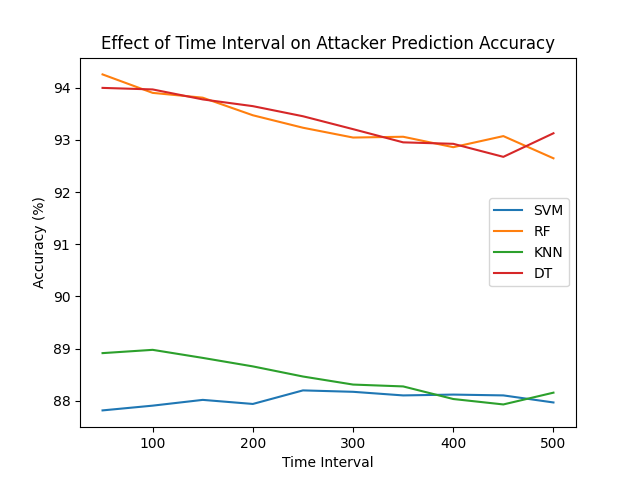 Effect of Time Interval on Attacker Prediction Accuracy
94
93
92
91
90
89
88
Accuracy (%)
SVM
RF
KNN
DT
100 200 300 400 500
Time Interval